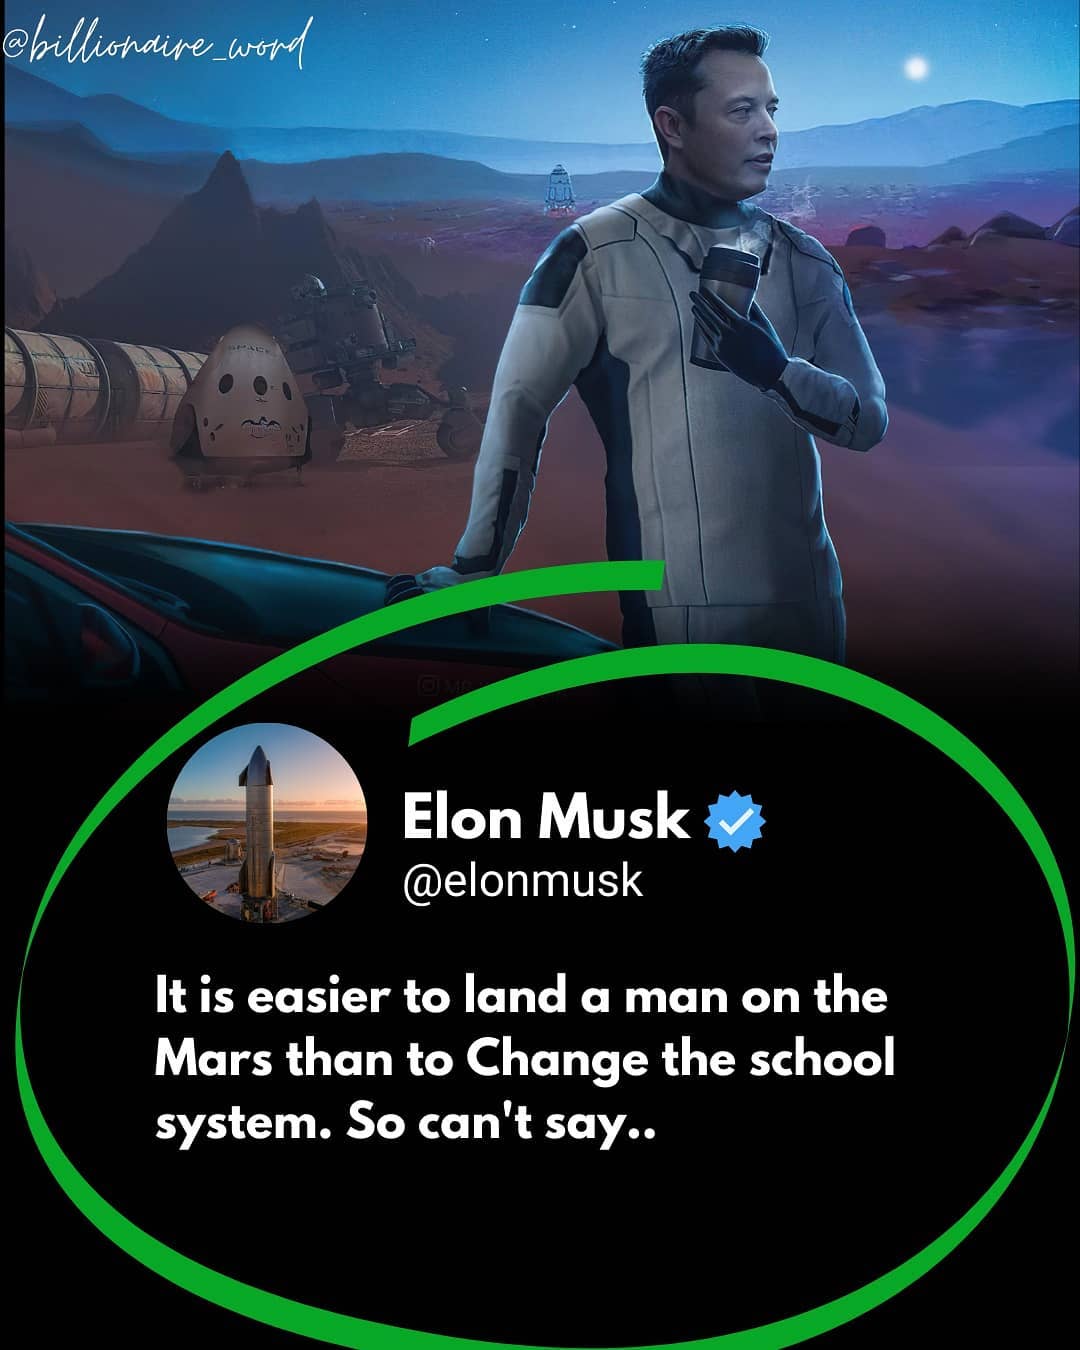 @billionaire_word
SPACE
Elon Musk
@elonmusk
It is easier to land a man on the
Mars than to Change the school
system. So can't say..